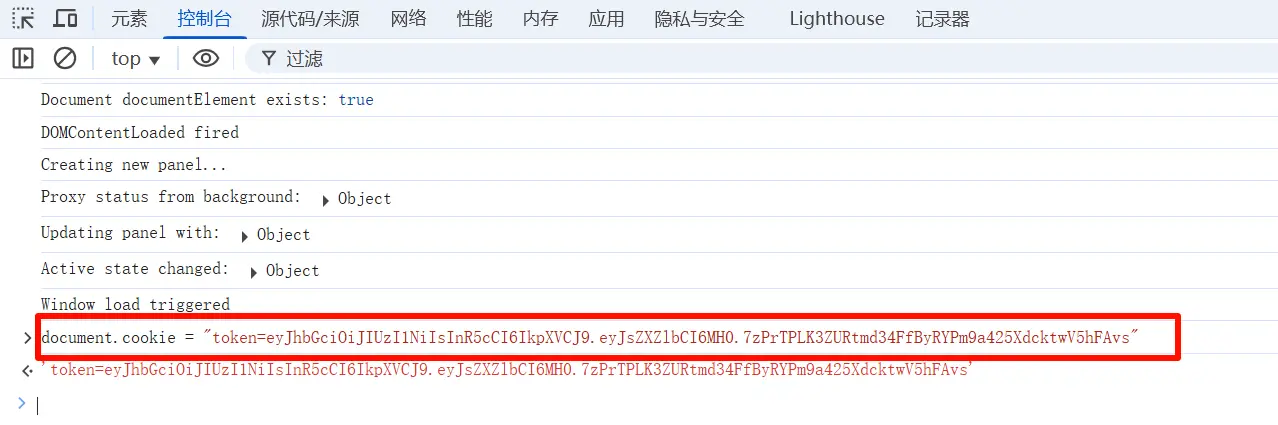 元素 控制台 源代码/来源 网络 性能 内存 应用 隐私与安全 Lighthouse 记录器
top ▼ 过滤
Document documentElement exists: true
DOMContentLoaded fired
Creating new panel...
Proxy status from background: ▶ Object
Updating panel with: ▶ Object
Active state changed: ▶ Object
Window load triggered
document.cookie = "token=eyJhbGciOiJIUzI1NiIsInR5cCI6IkpXVCJ9.eyJsZXZlbCI6MH0.7zPrTPLK3ZURtmd34FfByRYPm9a425XdcktwV5hFAvs"
'token=eyJhbGciOiJIUzI1NiIsInR5cCI6IkpXVCJ9.eyJsZXZlbCI6MH0.7zPrTPLK3ZURtmd34FfByRYPm9a425XdcktwV5hFAvs'